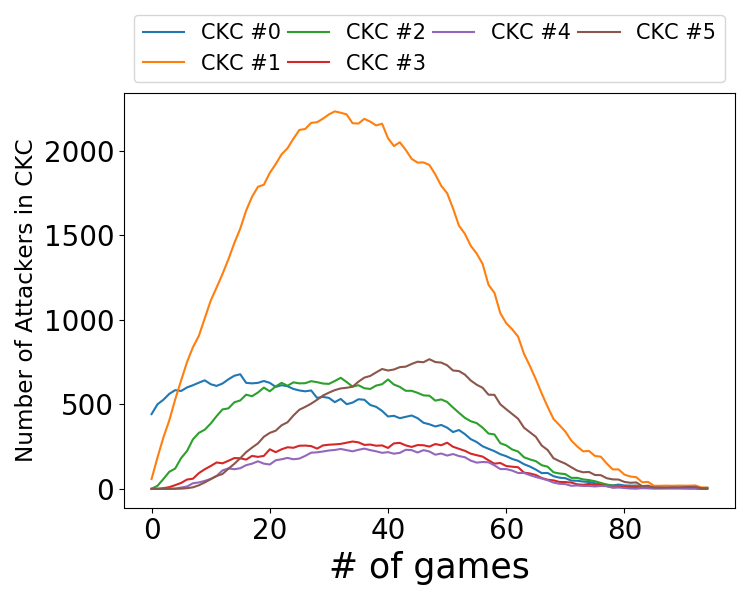 CKC #0 CKC #2 CKC #4 CKC #5
CKC #1 CKC #3
Number of Attackers in CKC
2000
1500
1000
500
0
0 20 40 60 80
# of games